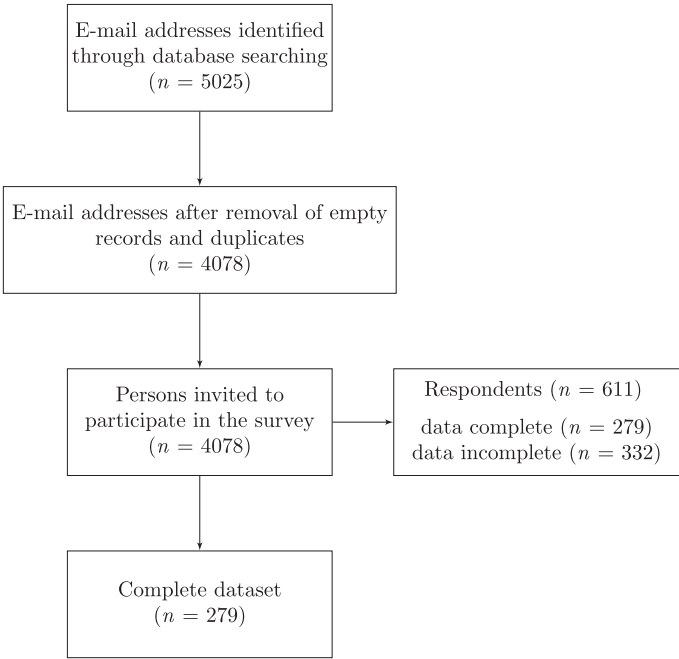 E-mail addresses identified
through database searching
(n = 5025)
E-mail addresses after removal of empty
records and duplicates
(n = 4078)
Persons invited to
participate in the survey
(n = 4078)
Respondents (n = 611)
data complete (n = 279)
data incomplete (n = 332)
Complete dataset
(n = 279)